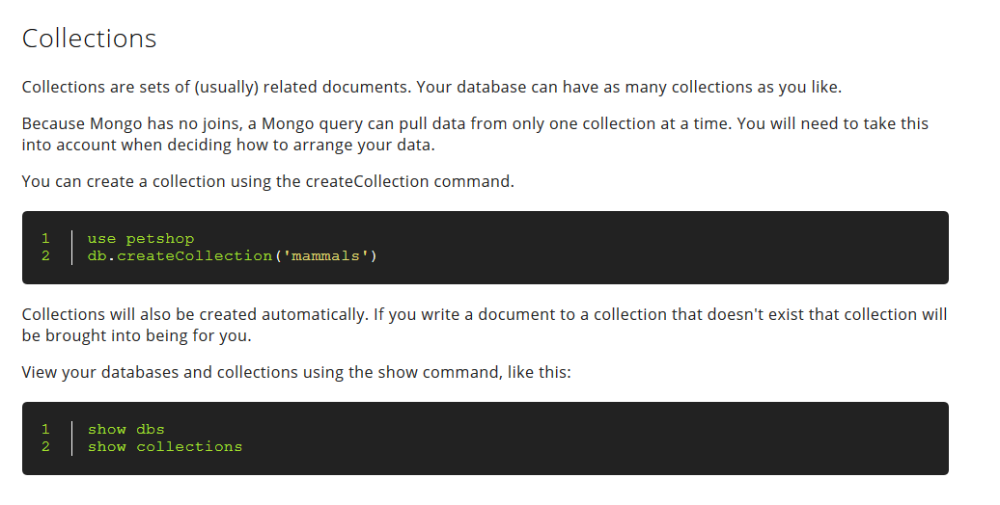 Collections
Collections are sets of (usually) related documents. Your database can have as many collections as you like.
Because Mongo has no joins, a Mongo query can pull data from only one collection at a time. You will need to take this
into account when deciding how to arrange your data.
You can create a collection using the createCollection command.
1 use petshop
2 db.createCollection('mammals')
Collections will also be created automatically. If you write a document to a collection that doesn't exist that collection will
be brought into being for you.
View your databases and collections using the show command, like this:
1 show dbs
2 show collections